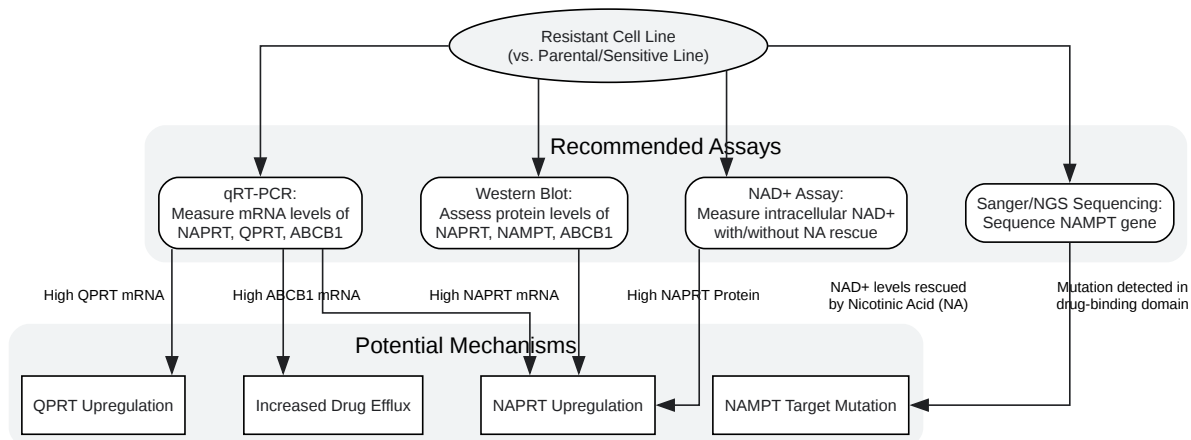 Resistant Cell Line
(vs. Parental/Sensitive Line)
Recommended Assays
qRT-PCR:
Measure mRNA levels of
NAPRT, QPRT, ABCB1
Western Blot:
Assess protein levels of
NAPRT, NAMPT, ABCB1
NAD+ Assay:
Measure intracellular NAD+
with/without NA rescue
Sanger/NGS Sequencing:
Sequence NAMPT gene
High QPRT mRNA
High ABCB1 mRNA
High NAPRT mRNA
High NAPRT Protein
NAD+ levels rescued
by Nicotinic Acid (NA)
Mutation detected in
drug-binding domain
Potential Mechanisms
QPRT Upregulation
Increased Drug Efflux
NAPRT Upregulation
NAMPT Target Mutation